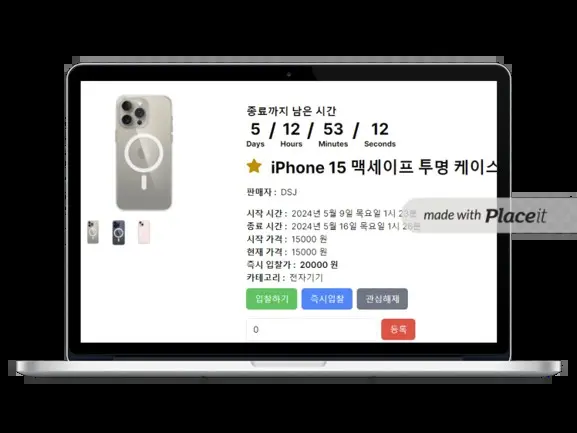 종료까지 남은 시간
5 / 12 / 53 / 12
Days Hours Minutes Seconds
iPhone 15 맥세이프 투명 케이스
판매자 : DSJ
시작 시간 : 2024년 5월 9일 목요일 1시
종료 시간 : 2024년 5월 16일 목요일 1시 26분
시작 가격 : 15000 원
현재 가격 : 15000 원
즉시 입찰가 : 20000 원
카테고리 : 전자기기
입찰하기 즉시입찰 관심해제
0 등록
made with Placeit